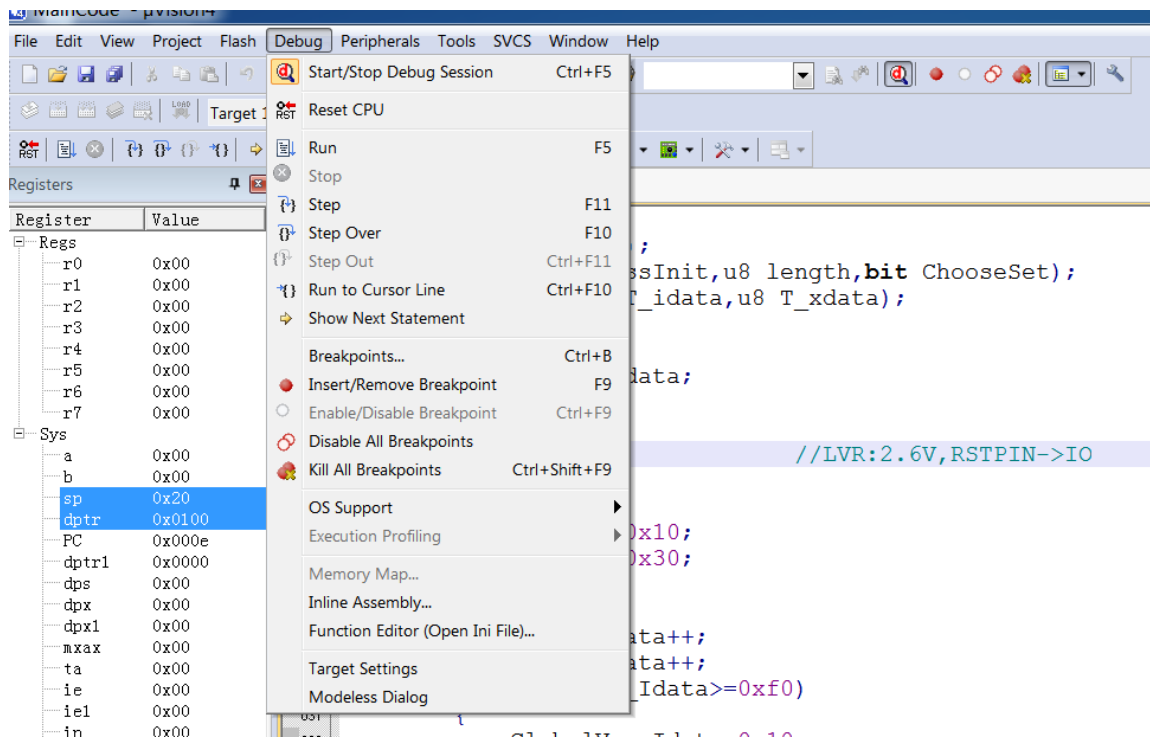 MainCode - µVision4
File Edit View Project Flash Debug Peripherals Tools SVCS Window Help
Start/Stop Debug Session Ctrl+F5
LOAD Target 1
RST Reset CPU
RST Run F5
Stop
Registers
Step F11
Register Value
Step Over F10
Regs
Step Out Ctrl+F11
ssInit,u8 length,bit ChooseSet);
r0 0x00
r1 0x00
Run to Cursor Line Ctrl+F10
T_idata,u8 T_xdata);
r2 0x00
Show Next Statement
r3 0x00
r4 0x00
Breakpoints... Ctrl+B
r5 0x00
Insert/Remove Breakpoint F9
data;
r6 0x00
r7 0x00
Enable/Disable Breakpoint Ctrl+F9
Sys
Disable All Breakpoints
a 0x00
//LVR:2.6V,RSTPIN->IO
b 0x00
Kill All Breakpoints Ctrl+Shift+F9
sp 0x20
OS Support
dptr 0x0100
Execution Profiling
0x10;
PC 0x000e
dptr1 0x0000
0x30;
Memory Map...
dps 0x00
dpx 0x00
Inline Assembly...
dpx1 0x00
Function Editor (Open Ini File)...
ata++;
mxax 0x00
ta 0x00
Target Settings
ata++;
ie 0x00
_Idata>=0xf0)
ie1 0x00
Modeless Dialog
031 {
ip 0x00